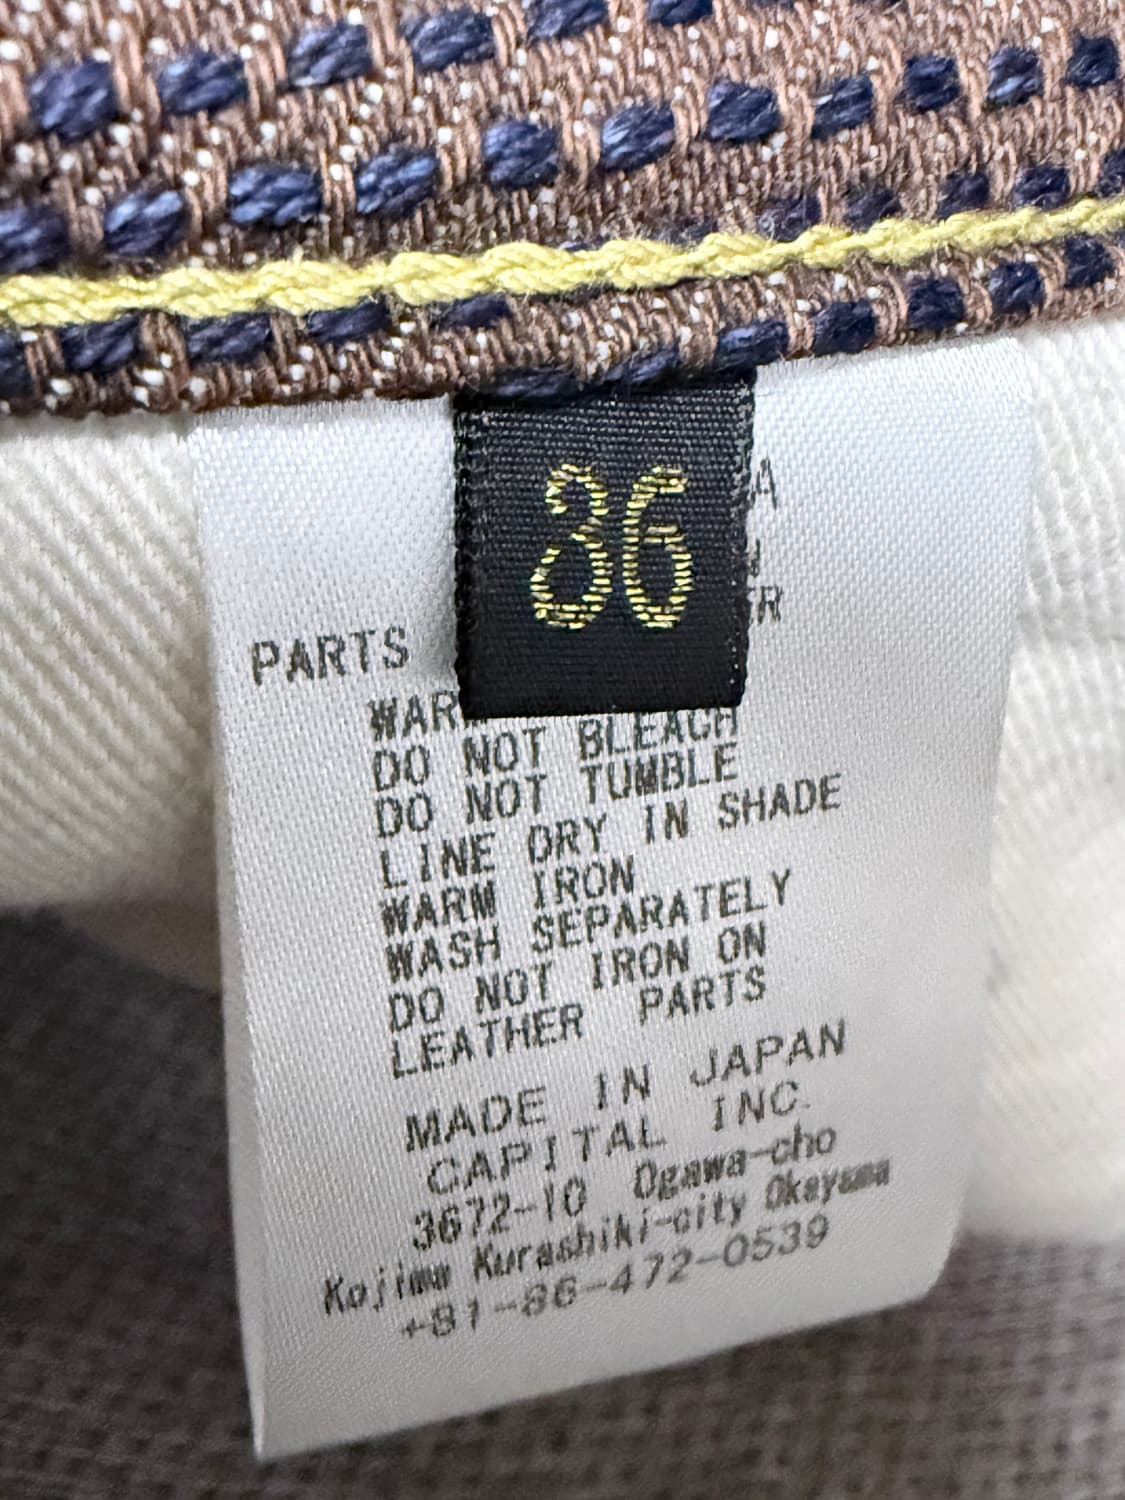 36
PARTS
DO NOT BLEACH
DO NOT TUMBLE
LINE DRY IN SHADE
WARM IRON
WASH SEPARATELY
DO NOT IRON ON
LEATHER PARTS
MADE IN JAPAN
CAPITAL INC.
3672-10 Ogawa-cho
Kojima Kurashiki-city Okayama
+81-86-472-0539